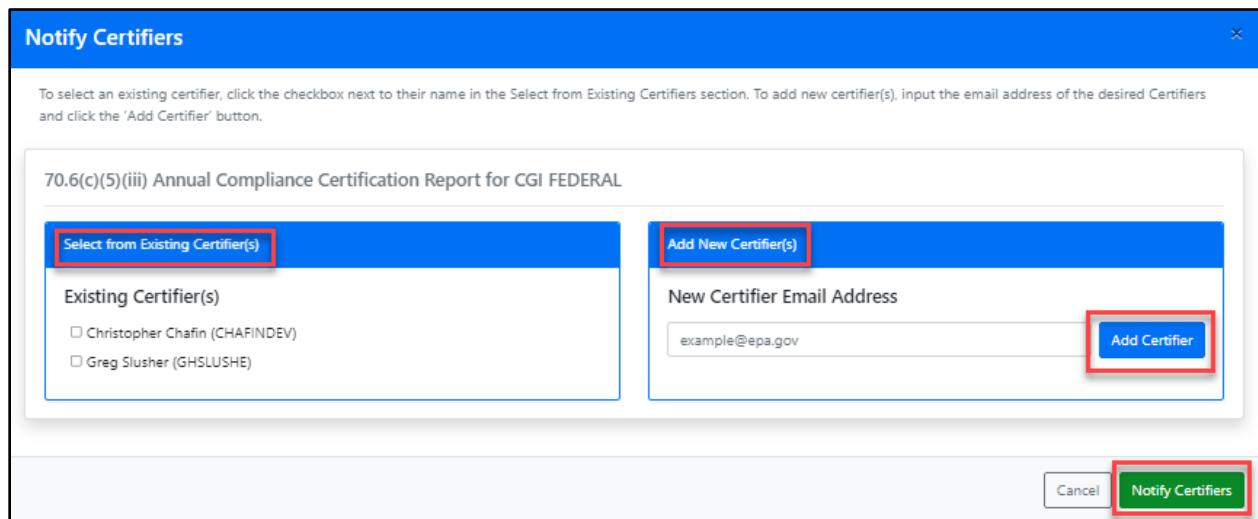 Notify Certifiers
×
To select an existing certifier, click the checkbox next to their name in the Select from Existing Certifiers section. To add new certifier(s), input the email address of the desired Certifiers
and click the 'Add Certifier' button.
70.6(c)(5)(iii) Annual Compliance Certification Report for CGI FEDERAL
Select from Existing Certifier(s)
Existing Certifier(s)
Christopher Chafin (CHAFINDEV)
Greg Slusher (GHSLUSHE)
Add New Certifier(s)
New Certifier Email Address
example@epa.gov
Add Certifier
Cancel
Notify Certifiers